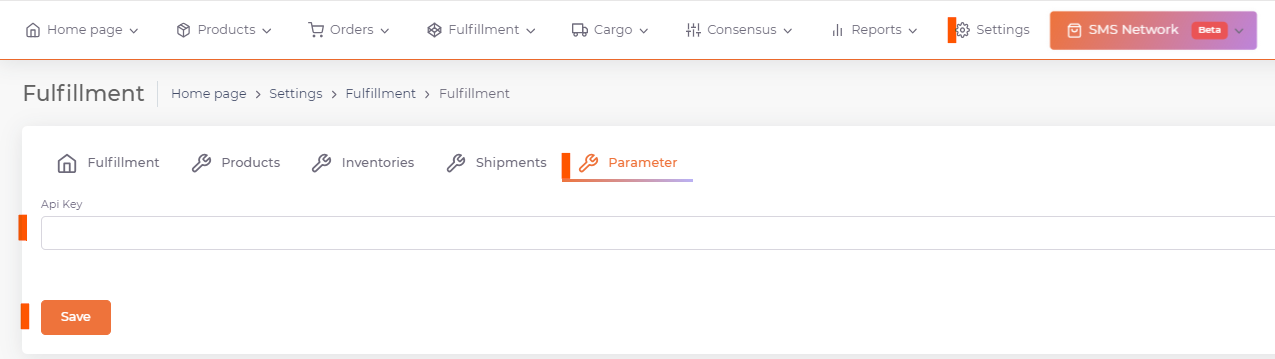 Home page Products Orders Fulfillment Cargo Consensus Reports Settings SMS Network Beta
Fulfillment Home page > Settings > Fulfillment > Fulfillment
Fulfillment Products Inventories Shipments Parameter
Api Key
Save